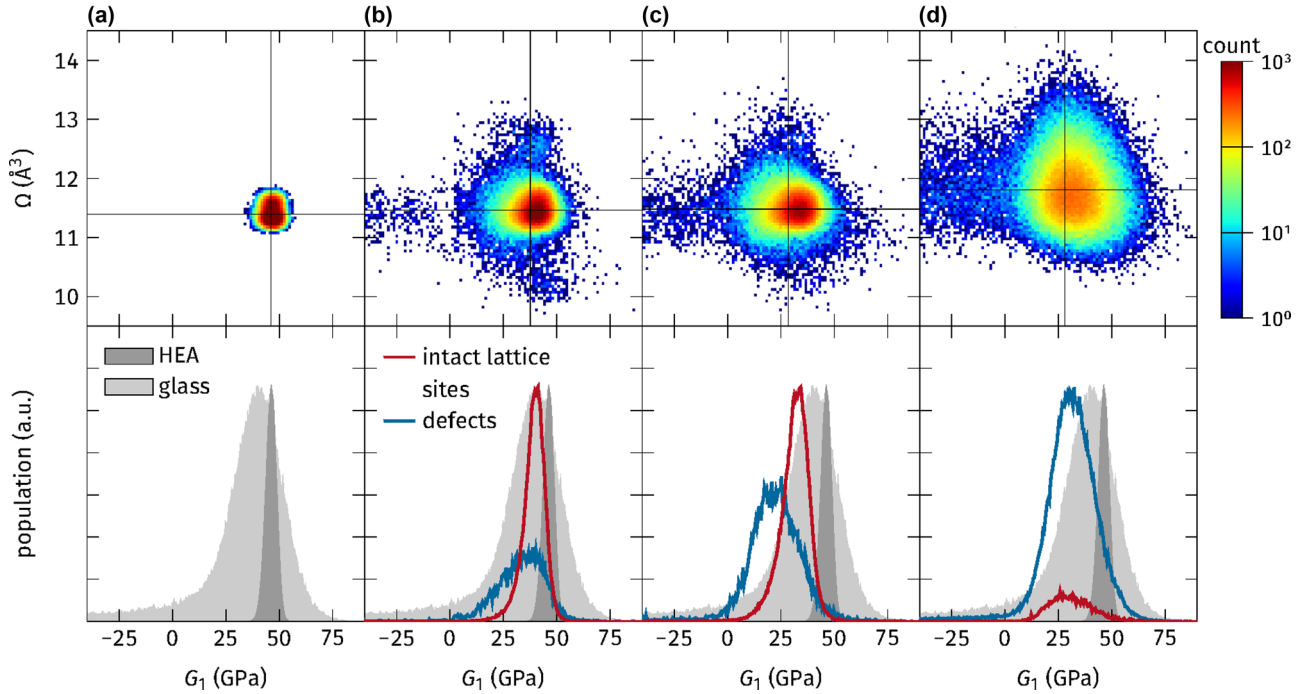 (a)
(b)
(c)
(d)
count
14
13
12
11
10
Ω (Å³)
10³
10²
10¹
10⁰
HEA
glass
intact lattice
sites
defects
population (a.u.)
−25 0 25 50 75
−25 0 25 50 75
−25 0 25 50 75
−25 0 25 50 75
G₁ (GPa)
G₁ (GPa)
G₁ (GPa)
G₁ (GPa)